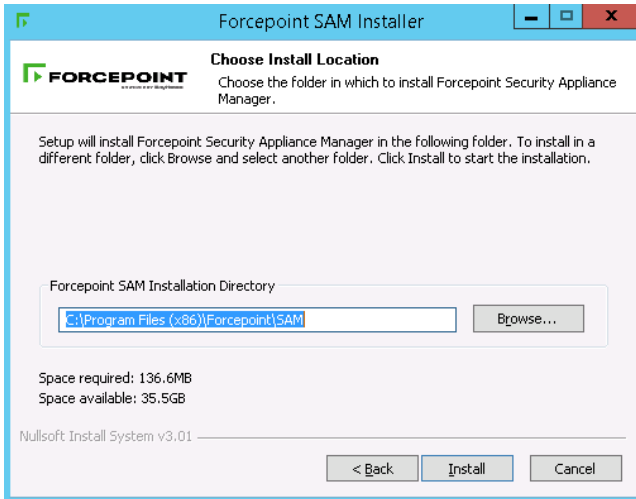 Forcepoint SAM Installer
Choose Install Location
Choose the folder in which to install Forcepoint Security Appliance
Manager.
FORCEPOINT
Setup will install Forcepoint Security Appliance Manager in the following folder. To install in a
different folder, click Browse and select another folder. Click Install to start the installation.
Forcepoint SAM Installation Directory
C:\Program Files (x86)\Forcepoint\SAM
Browse...
Space required: 136.6MB
Space available: 35.5GB
Nullsoft Install System v3.01
< Back
Install
Cancel